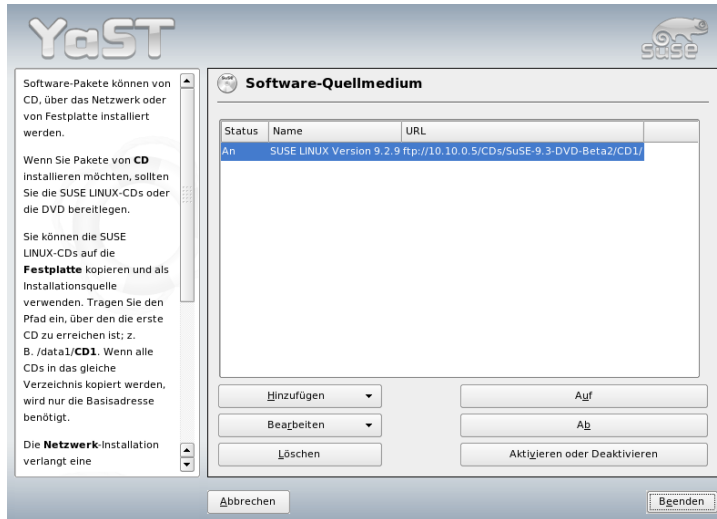 YaST
SUSE
Software-Pakete können von
CD, über das Netzwerk oder
von Festplatte installiert
werden.
Wenn Sie Pakete von CD
installieren möchten, sollten
Sie die SUSE LINUX-CDs oder
die DVD bereitlegen.
Sie können die SUSE
LINUX-CDs auf die
Festplatte kopieren und als
Installationsquelle
verwenden. Tragen Sie den
Pfad ein, über den die erste
CD zu erreichen ist; z.
B. /data1/CD1. Wenn alle
CDs in das gleiche
Verzeichnis kopiert werden,
wird nur die Basisadresse
benötigt.
Die Netzwerk-Installation
verlangt eine
Software-Quellmedium
Status Name URL
An SUSE LINUX Version 9.2.9 ftp://10.10.0.5/CDs/SuSE-9.3-DVD-Beta2/CD1/
Hinzufügen Auf
Bearbeiten Ab
Löschen Aktivieren oder Deaktivieren
Abbrechen Beenden